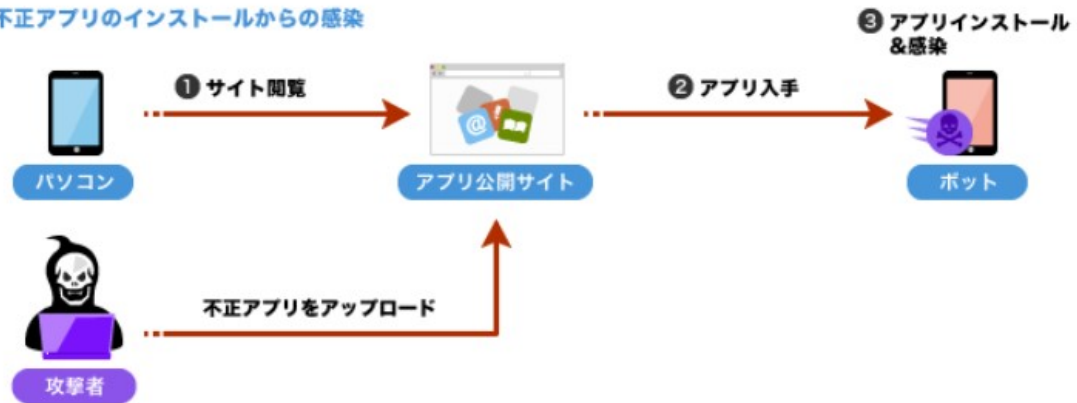 不正アプリのインストールからの感染
❸ アプリインストール
&感染
❶ サイト閲覧
❷ アプリ入手
パソコン
アプリ公開サイト
ボット
不正アプリをアップロード
攻撃者